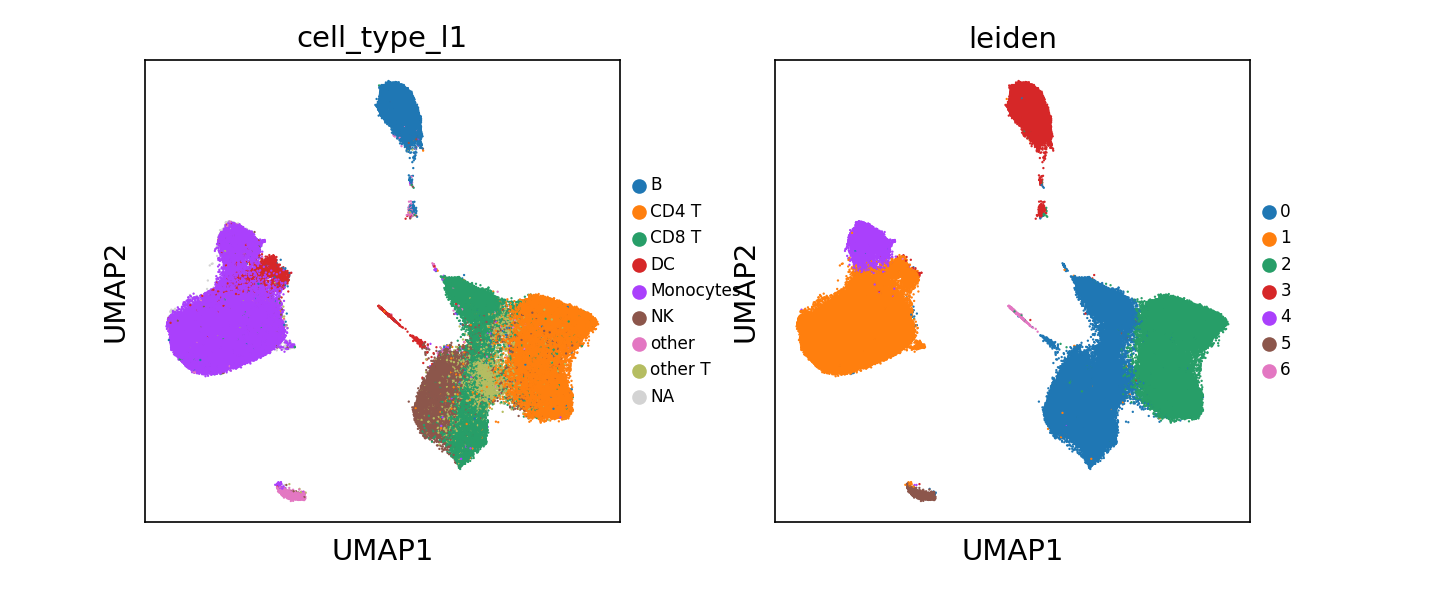 cell_type_l1
UMAP2
UMAP1
B
CD4 T
CD8 T
DC
Monocytes
NK
other
other T
NA
leiden
UMAP2
UMAP1
0
1
2
3
4
5
6